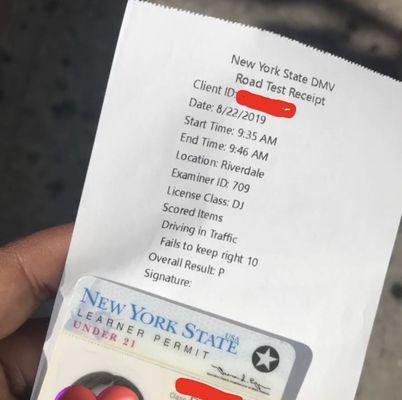 New York State DMV
Road Test Receipt
Client ID:
Date: 8/22/2019
Start Time: 9:35 AM
End Time: 9:46 AM
Location: Riverdale
Examiner ID: 709
License Class: DJ
Scored Items
Driving in Traffic
Fails to keep right 10
Overall Result: P
Signature:
NEW YORK STATE USA
LEARNER PERMIT
UNDER 21
Class